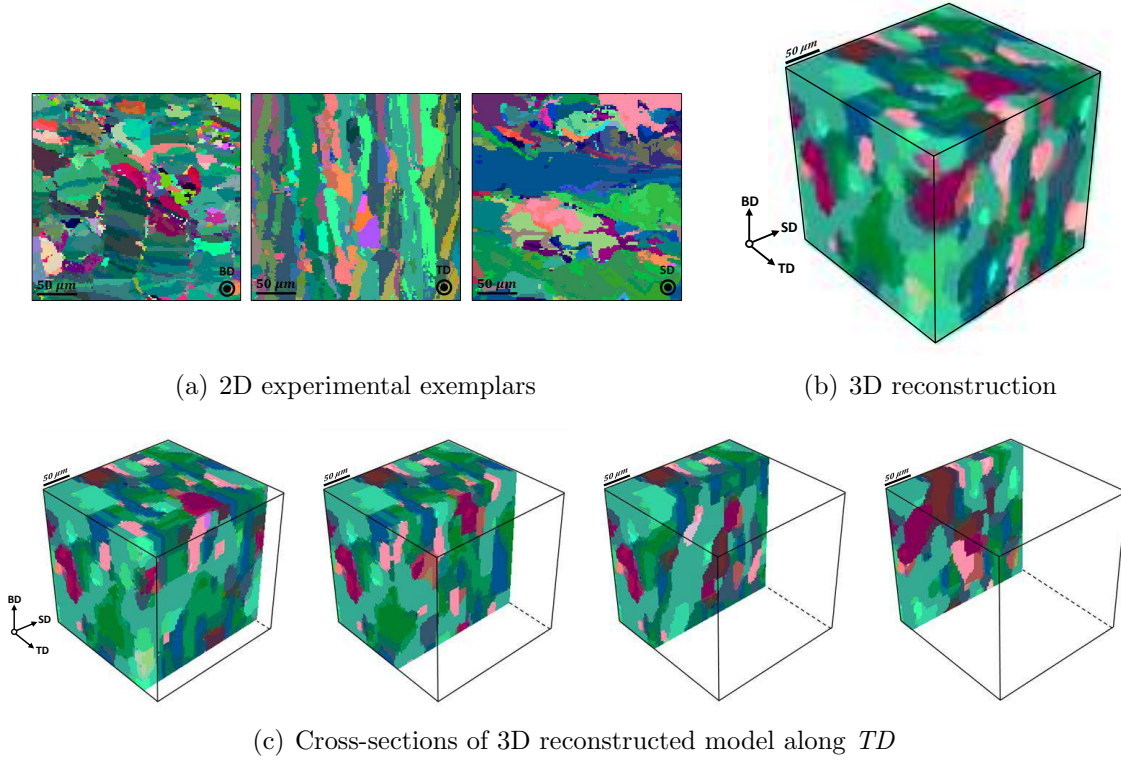 50 μm
BD
50 μm
TD
50 μm
SD
50 μm
BD
SD
TD
(a) 2D experimental exemplars
(b) 3D reconstruction
50 μm
50 μm
50 μm
50 μm
BD
SD
TD
(c) Cross-sections of 3D reconstructed model along TD